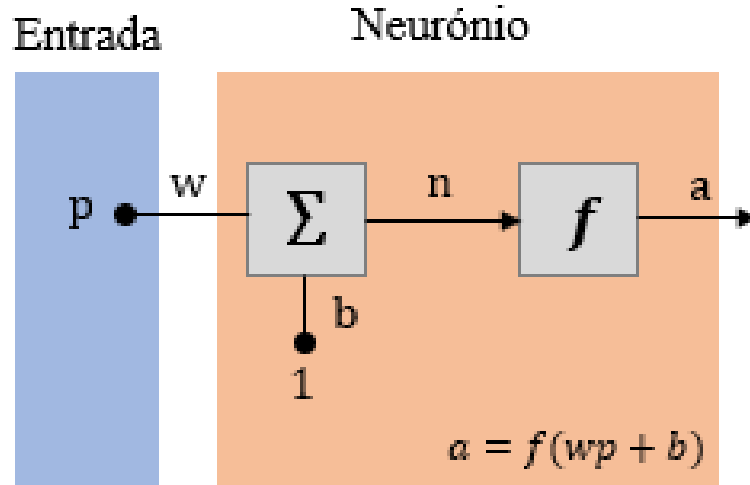 Entrada
Neurónio
p
w
Σ
n
f
a
b
1
a = f(wp + b)